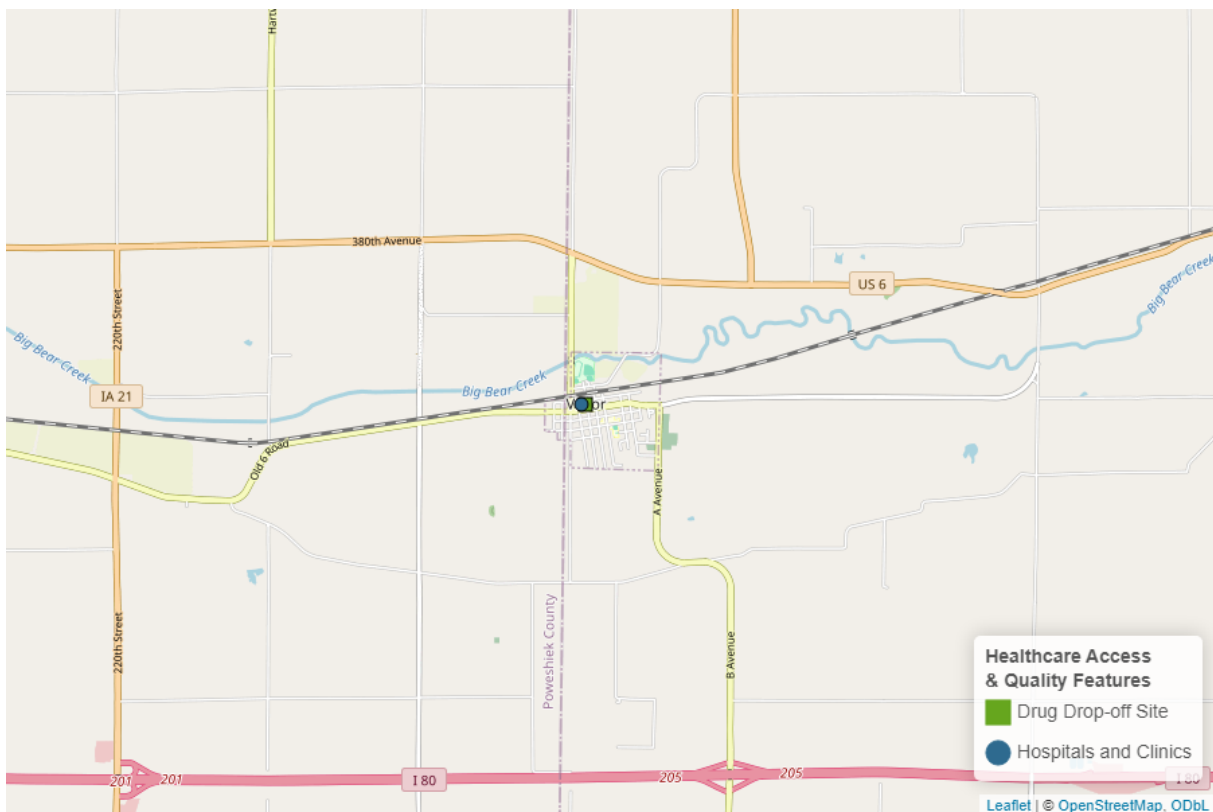 Hartw
380th Avenue
US 6
Big Bear Creek
220th Street
Big Bear Creek
Big Bear Creek
IA 21
Old 6 Road
A Avenue
Poweshiek County
B Avenue
220th Street
Healthcare Access
& Quality Features
Drug Drop-off Site
Hospitals and Clinics
201
201
I 80
205
205
I 80
Leaflet | © OpenStreetMap, ODbL